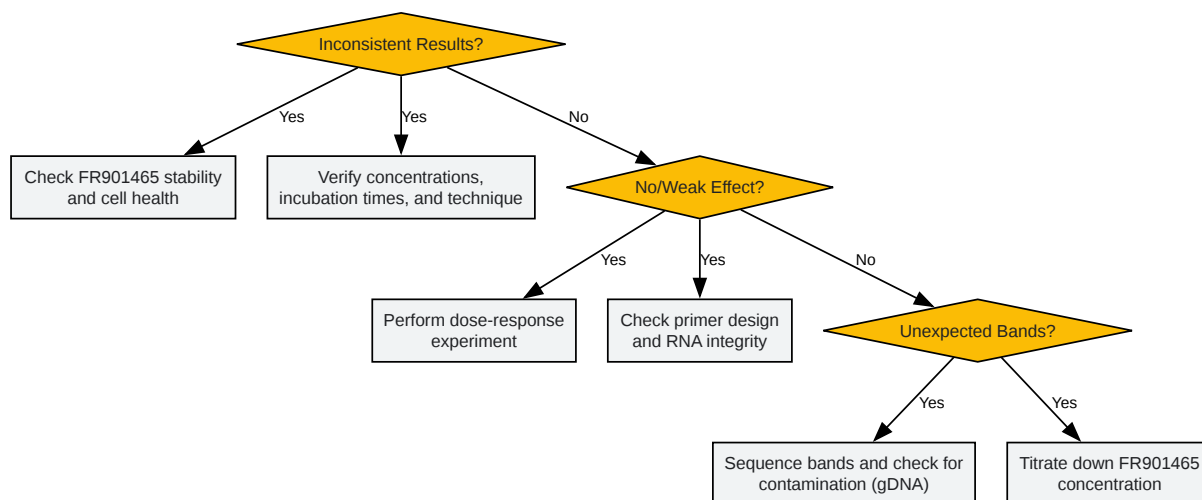 Inconsistent Results?
Yes
Yes
No
Check FR901465 stability
and cell health
Verify concentrations,
incubation times, and technique
No/Weak Effect?
Yes
Yes
No
Perform dose-response
experiment
Check primer design
and RNA integrity
Unexpected Bands?
Yes
Yes
Sequence bands and check for
contamination (gDNA)
Titrate down FR901465
concentration